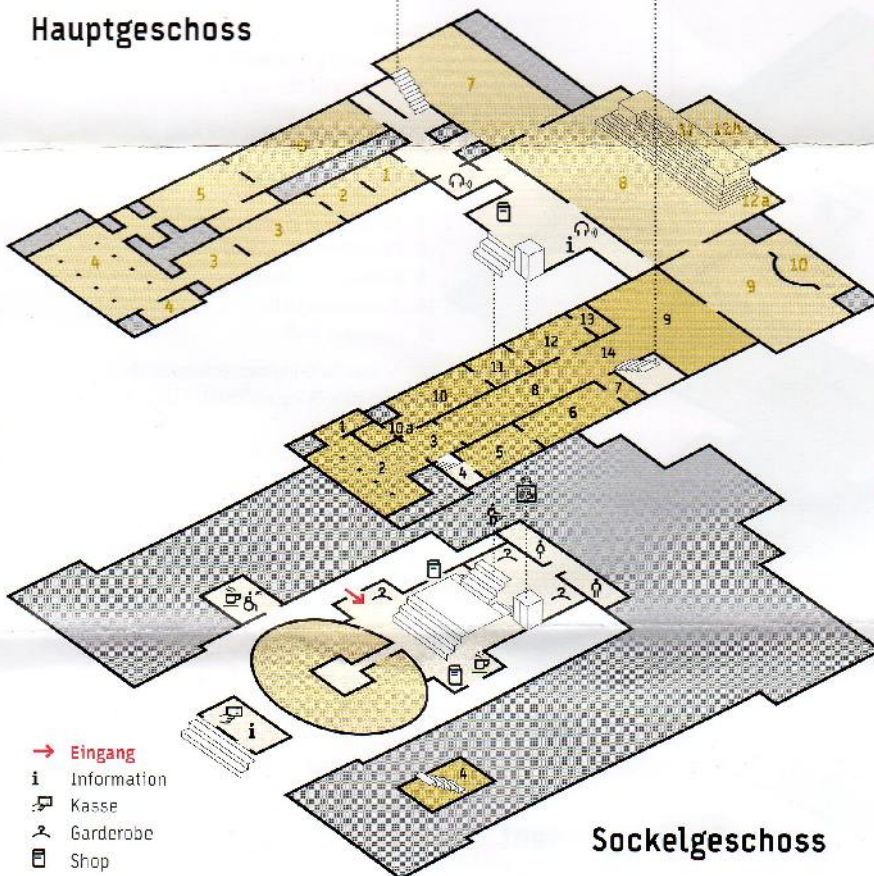 Hauptgeschoss
7
6
5
1
2
3
3
4
4
8
11
12b
12a
i
9
10
9
13
12
14
11
8
7
10
6
1
10a
3
5
2
4
i
4
→ Eingang
i Information
Kasse
Garderobe
Shop
Sockelgeschoss